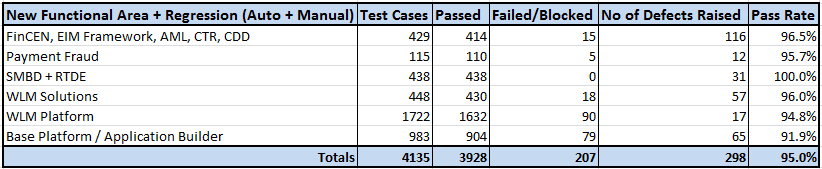 New Functional Area + Regression (Auto + Manual) Test Cases Passed Failed/Blocked No of Defects Raised Pass Rate
FinCEN, EIM Framework, AML, CTR, CDD 429 414 15 116 96.5%
Payment Fraud 115 110 5 12 95.7%
SMBD + RTDE 438 438 0 31 100.0%
WLM Solutions 448 430 18 57 96.0%
WLM Platform 1722 1632 90 17 94.8%
Base Platform / Application Builder 983 904 79 65 91.9%
Totals 4135 3928 207 298 95.0%